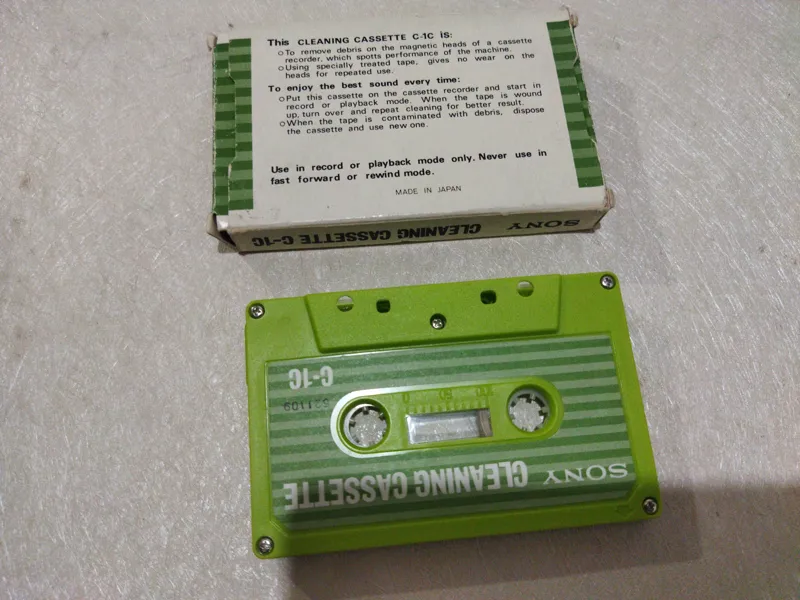 This CLEANING CASSETTE C-1C is:
○To remove debris on the magnetic heads of a cassette
recorder, which spotts performance of the machine.
○Using specially treated tape, gives no wear on the
heads for repeated use.
To enjoy the best sound every time:
○Put this cassette on the cassette recorder and start in
record or playback mode. When the tape is wound
up, turn over and repeat cleaning for better result.
○When the tape is contaminated with debris, dispose
the cassette and use new one.
Use in record or playback mode only. Never use in
fast forward or rewind mode.
MADE IN JAPAN
SONY CLEANING CASSETTE C-1C
SONY CLEANING CASSETTE
0 50 100
C-1C